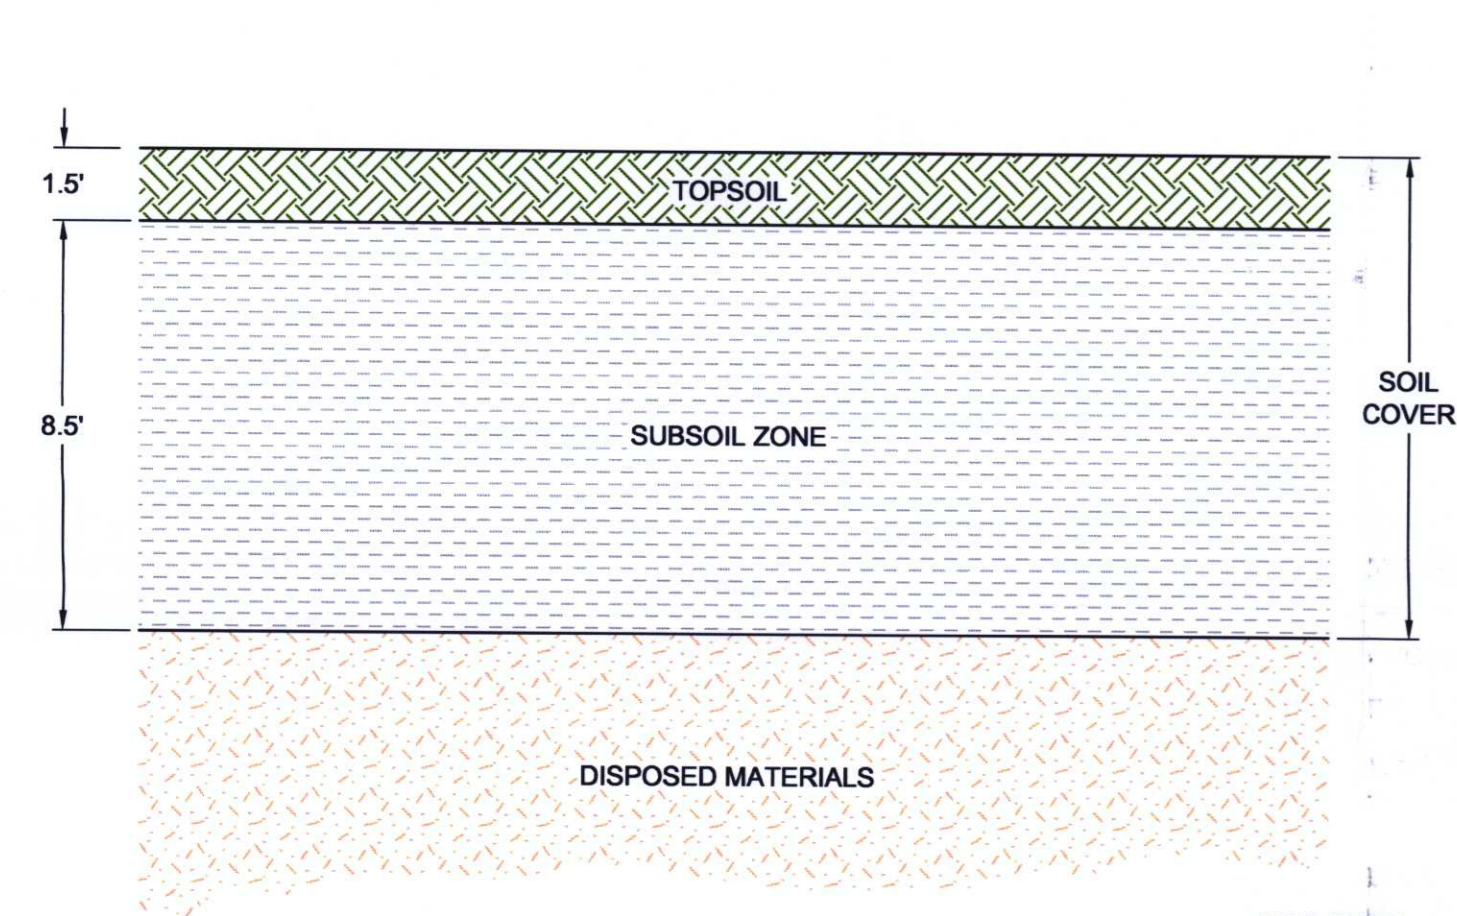 1.5'
TOPSOIL
8.5'
SUBSOIL ZONE
SOIL
COVER
DISPOSED MATERIALS